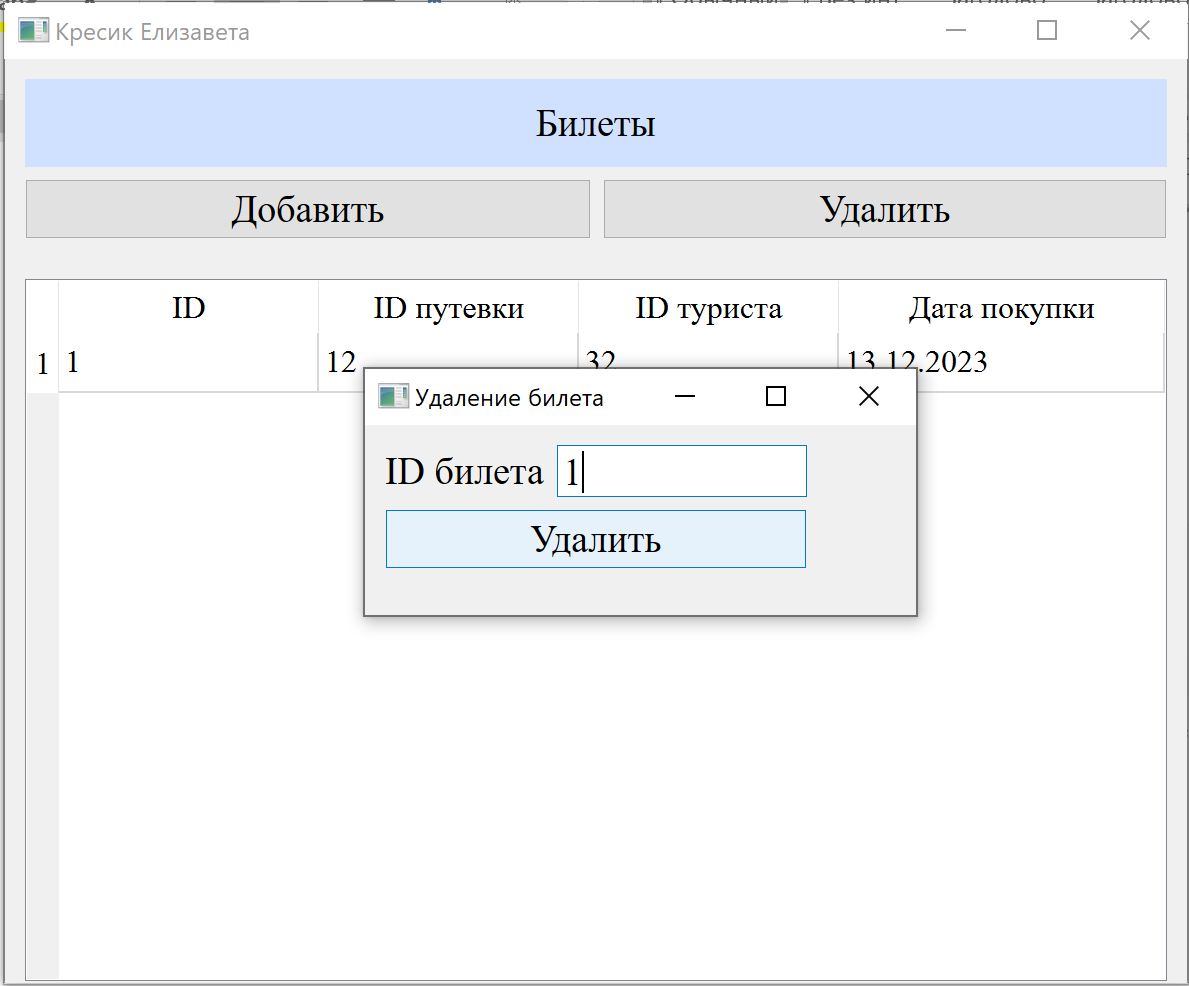 Кресик Елизавета
Билеты
Добавить Удалить
ID ID путевки ID туриста Дата покупки
1 1 12 32 13.12.2023
Удаление билета
ID билета 1
Удалить